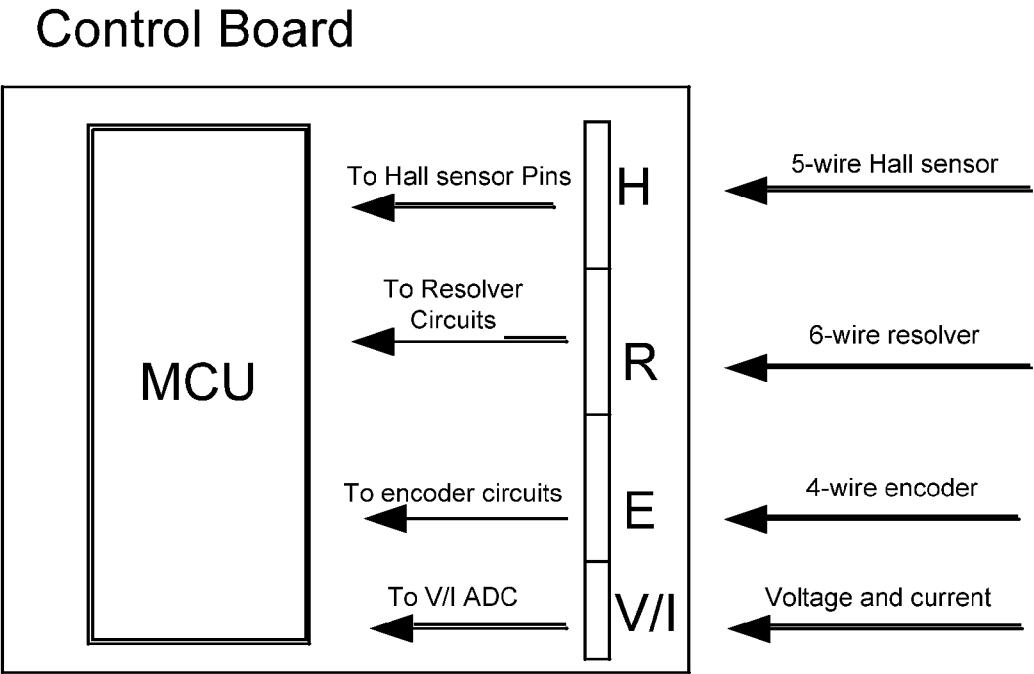 Control Board
5-wire Hall sensor
To Hall sensor Pins
H
To Resolver
Circuits
6-wire resolver
R
MCU
4-wire encoder
To encoder circuits
E
To V/I ADC
Voltage and current
V/I